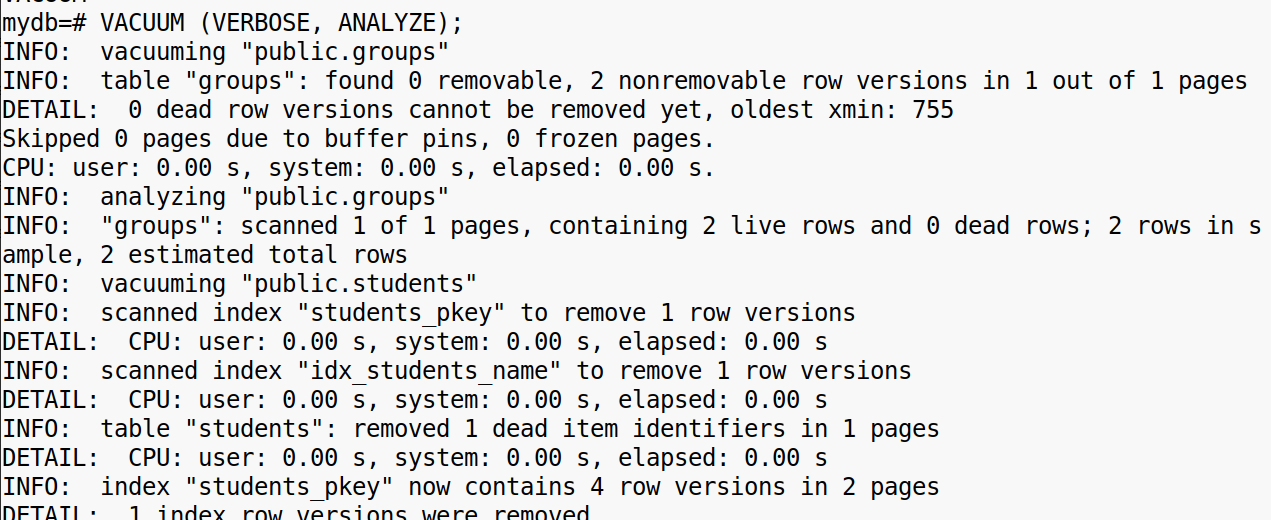 VACUUM
mydb=# VACUUM (VERBOSE, ANALYZE);
INFO:  vacuuming "public.groups"
INFO:  table "groups": found 0 removable, 2 nonremovable row versions in 1 out of 1 pages
DETAIL:  0 dead row versions cannot be removed yet, oldest xmin: 755
Skipped 0 pages due to buffer pins, 0 frozen pages.
CPU: user: 0.00 s, system: 0.00 s, elapsed: 0.00 s.
INFO:  analyzing "public.groups"
INFO:  "groups": scanned 1 of 1 pages, containing 2 live rows and 0 dead rows; 2 rows in s
ample, 2 estimated total rows
INFO:  vacuuming "public.students"
INFO:  scanned index "students_pkey" to remove 1 row versions
DETAIL:  CPU: user: 0.00 s, system: 0.00 s, elapsed: 0.00 s
INFO:  scanned index "idx_students_name" to remove 1 row versions
DETAIL:  CPU: user: 0.00 s, system: 0.00 s, elapsed: 0.00 s
INFO:  table "students": removed 1 dead item identifiers in 1 pages
DETAIL:  CPU: user: 0.00 s, system: 0.00 s, elapsed: 0.00 s
INFO:  index "students_pkey" now contains 4 row versions in 2 pages
DETAIL:  1 index row versions were removed